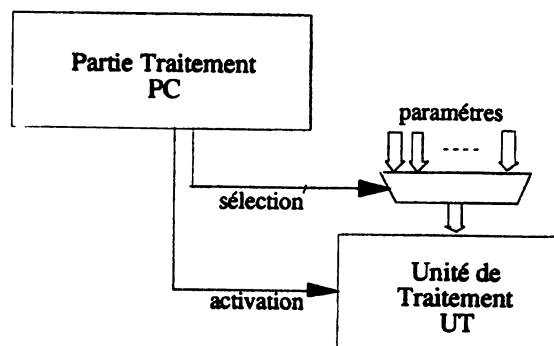 Partie Traitement
PC
paramétres
sélection
activation
Unité de
Traitement
UT